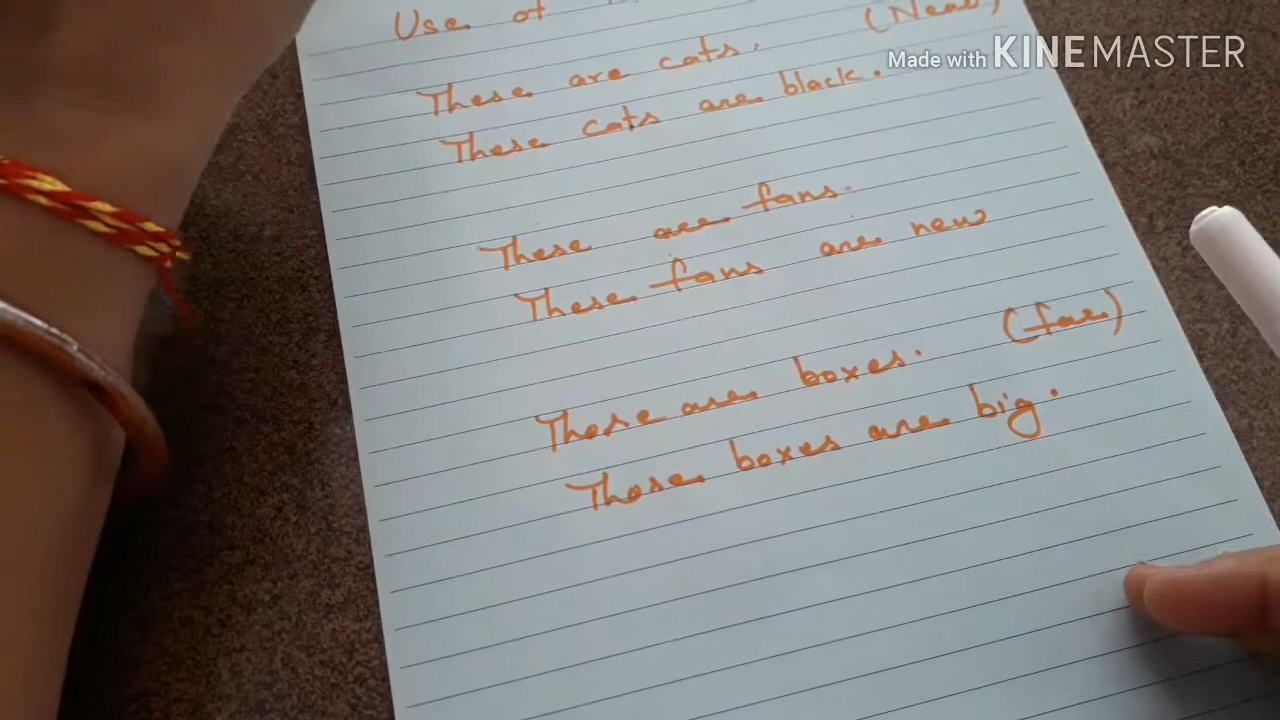 Use of
(Near)
Made with KINEMASTER
These are cats.
These cats are black.
These are fans.
These fans are new
(far)
Those are boxes.
Those boxes are big.